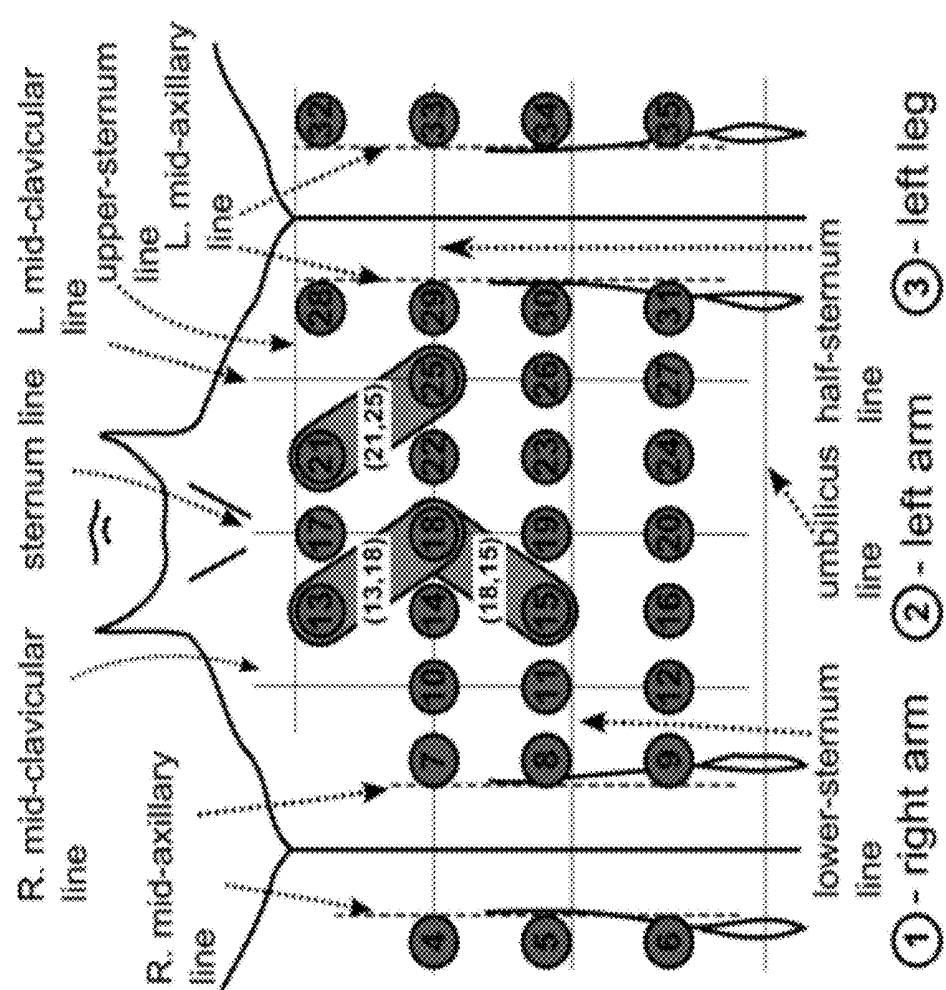 R. mid-clavicular
line
sternum line
L. mid-clavicular
line
upper-sternum
line
R. mid-axillary
line
L. mid-axillary
line
13
17
21
28
32
(13,18)
(21,25)
4
7
10
14
18
22
25
29
33
(18,15)
5
8
11
15
19
23
26
30
34
6
9
12
16
20
24
27
31
35
lower-sternum
line
umbilicus
line
half-sternum
line
1 - right arm
2 - left arm
3 - left leg